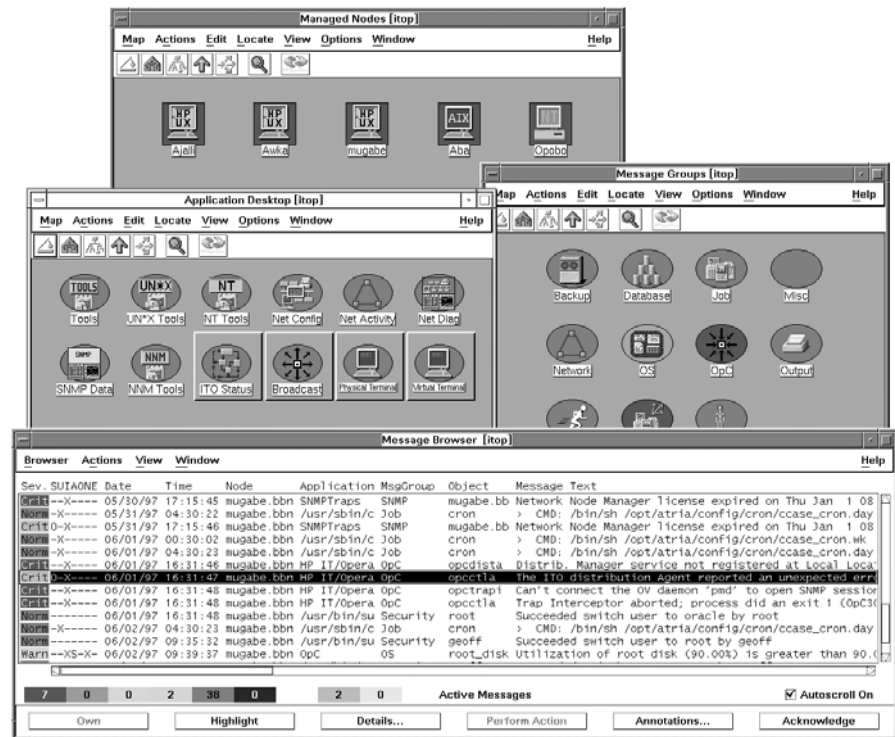 Managed Nodes [itop]
Map Actions Edit Locate View Options Window Help
HP UX HP UX HP UX AIX NT
Ajalli Awka mugabe Aba Opobo
Message Groups [itop]
Map Actions Edit Locate View Options Window Help
Backup Database Job Misc
Network OS OpC Output
Application Desktop [itop]
Map Actions Edit Locate View Options Window Help
TOOLS UN*X NT
Tools UN*X Tools NT Tools Net Config Net Activity Net Diag
SNMP NNM
SNMP Data NNM Tools ITO Status Broadcast Physical Terminal Virtual Terminal
Message Browser [itop]
Browser Actions View Window Help
Sev. SUIAONE Date Time Node Application MsgGroup Object Message Text
Crit --X---- 05/30/97 17:15:45 mugabe.bbn SNMPTraps SNMP mugabe.bb Network Node Manager license expired on Thu Jan 1 08
Norm -X----- 05/31/97 04:30:22 mugabe.bbn /usr/sbin/c Job cron > CMD: /bin/sh /opt/atria/config/cron/ccase_cron.day
Crit O-X---- 05/31/97 17:15:46 mugabe.bbn SNMPTraps SNMP mugabe.bb Network Node Manager license expired on Thu Jan 1 08
Norm -X----- 06/01/97 00:30:02 mugabe.bbn /usr/sbin/c Job cron > CMD: /bin/sh /opt/atria/config/cron/ccase_cron.wk
Norm -X----- 06/01/97 04:30:23 mugabe.bbn /usr/sbin/c Job cron > CMD: /bin/sh /opt/atria/config/cron/ccase_cron.day
Crit --X---- 06/01/97 16:31:46 mugabe.bbn HP IT/Opera OpC opcdista Distrib. Manager service not registered at Local Loca
Crit O-X---- 06/01/97 16:31:47 mugabe.bbn HP IT/Opera OpC opcctla The ITO distribution Agent reported an unexpected erro
Crit --X---- 06/01/97 16:31:48 mugabe.bbn HP IT/Opera OpC opctrapi Can't connect the OV daemon 'pmd' to open SNMP session
Crit --X---- 06/01/97 16:31:48 mugabe.bbn HP IT/Opera OpC opcctla Trap Interceptor aborted; process did an exit 1 (OpC30
Norm ------- 06/01/97 16:31:48 mugabe.bbn /usr/bin/su Security root Succeeded switch user to oracle by root
Norm -X----- 06/02/97 04:30:23 mugabe.bbn /usr/sbin/c Job cron > CMD: /bin/sh /opt/atria/config/cron/ccase_cron.day
Norm ------- 06/02/97 09:35:32 mugabe.bbn /usr/bin/su Security geoff Succeeded switch user to root by geoff
Warn --XS-X- 06/02/97 09:39:37 mugabe.bbn OpC OS root_disk Utilization of root disk (90.00%) is greater than 90.0
7 0 0 2 38 0 2 0 Active Messages Autoscroll On
Own Highlight Details... Perform Action Annotations... Acknowledge